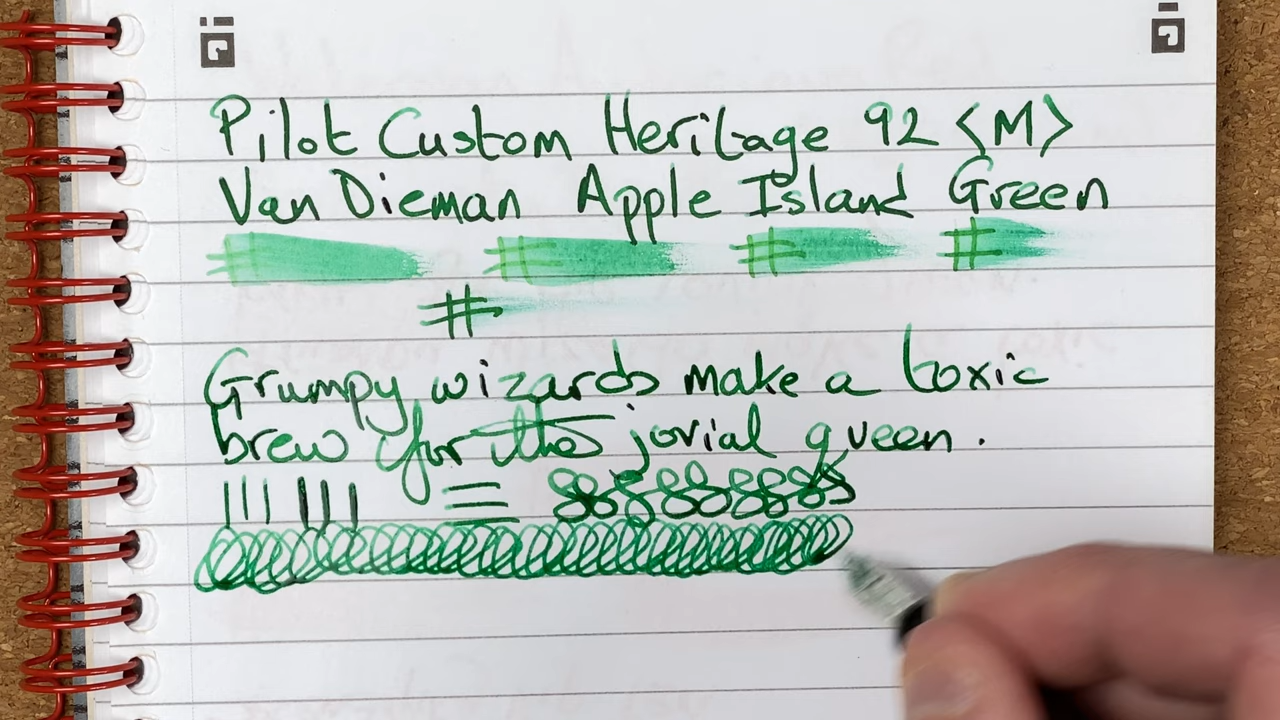 Pilot Custom Heritage 92 <M>
Van Dieman Apple Island Green
# # # #
#
Grumpy wizards make a toxic
brew for the jovial queen.